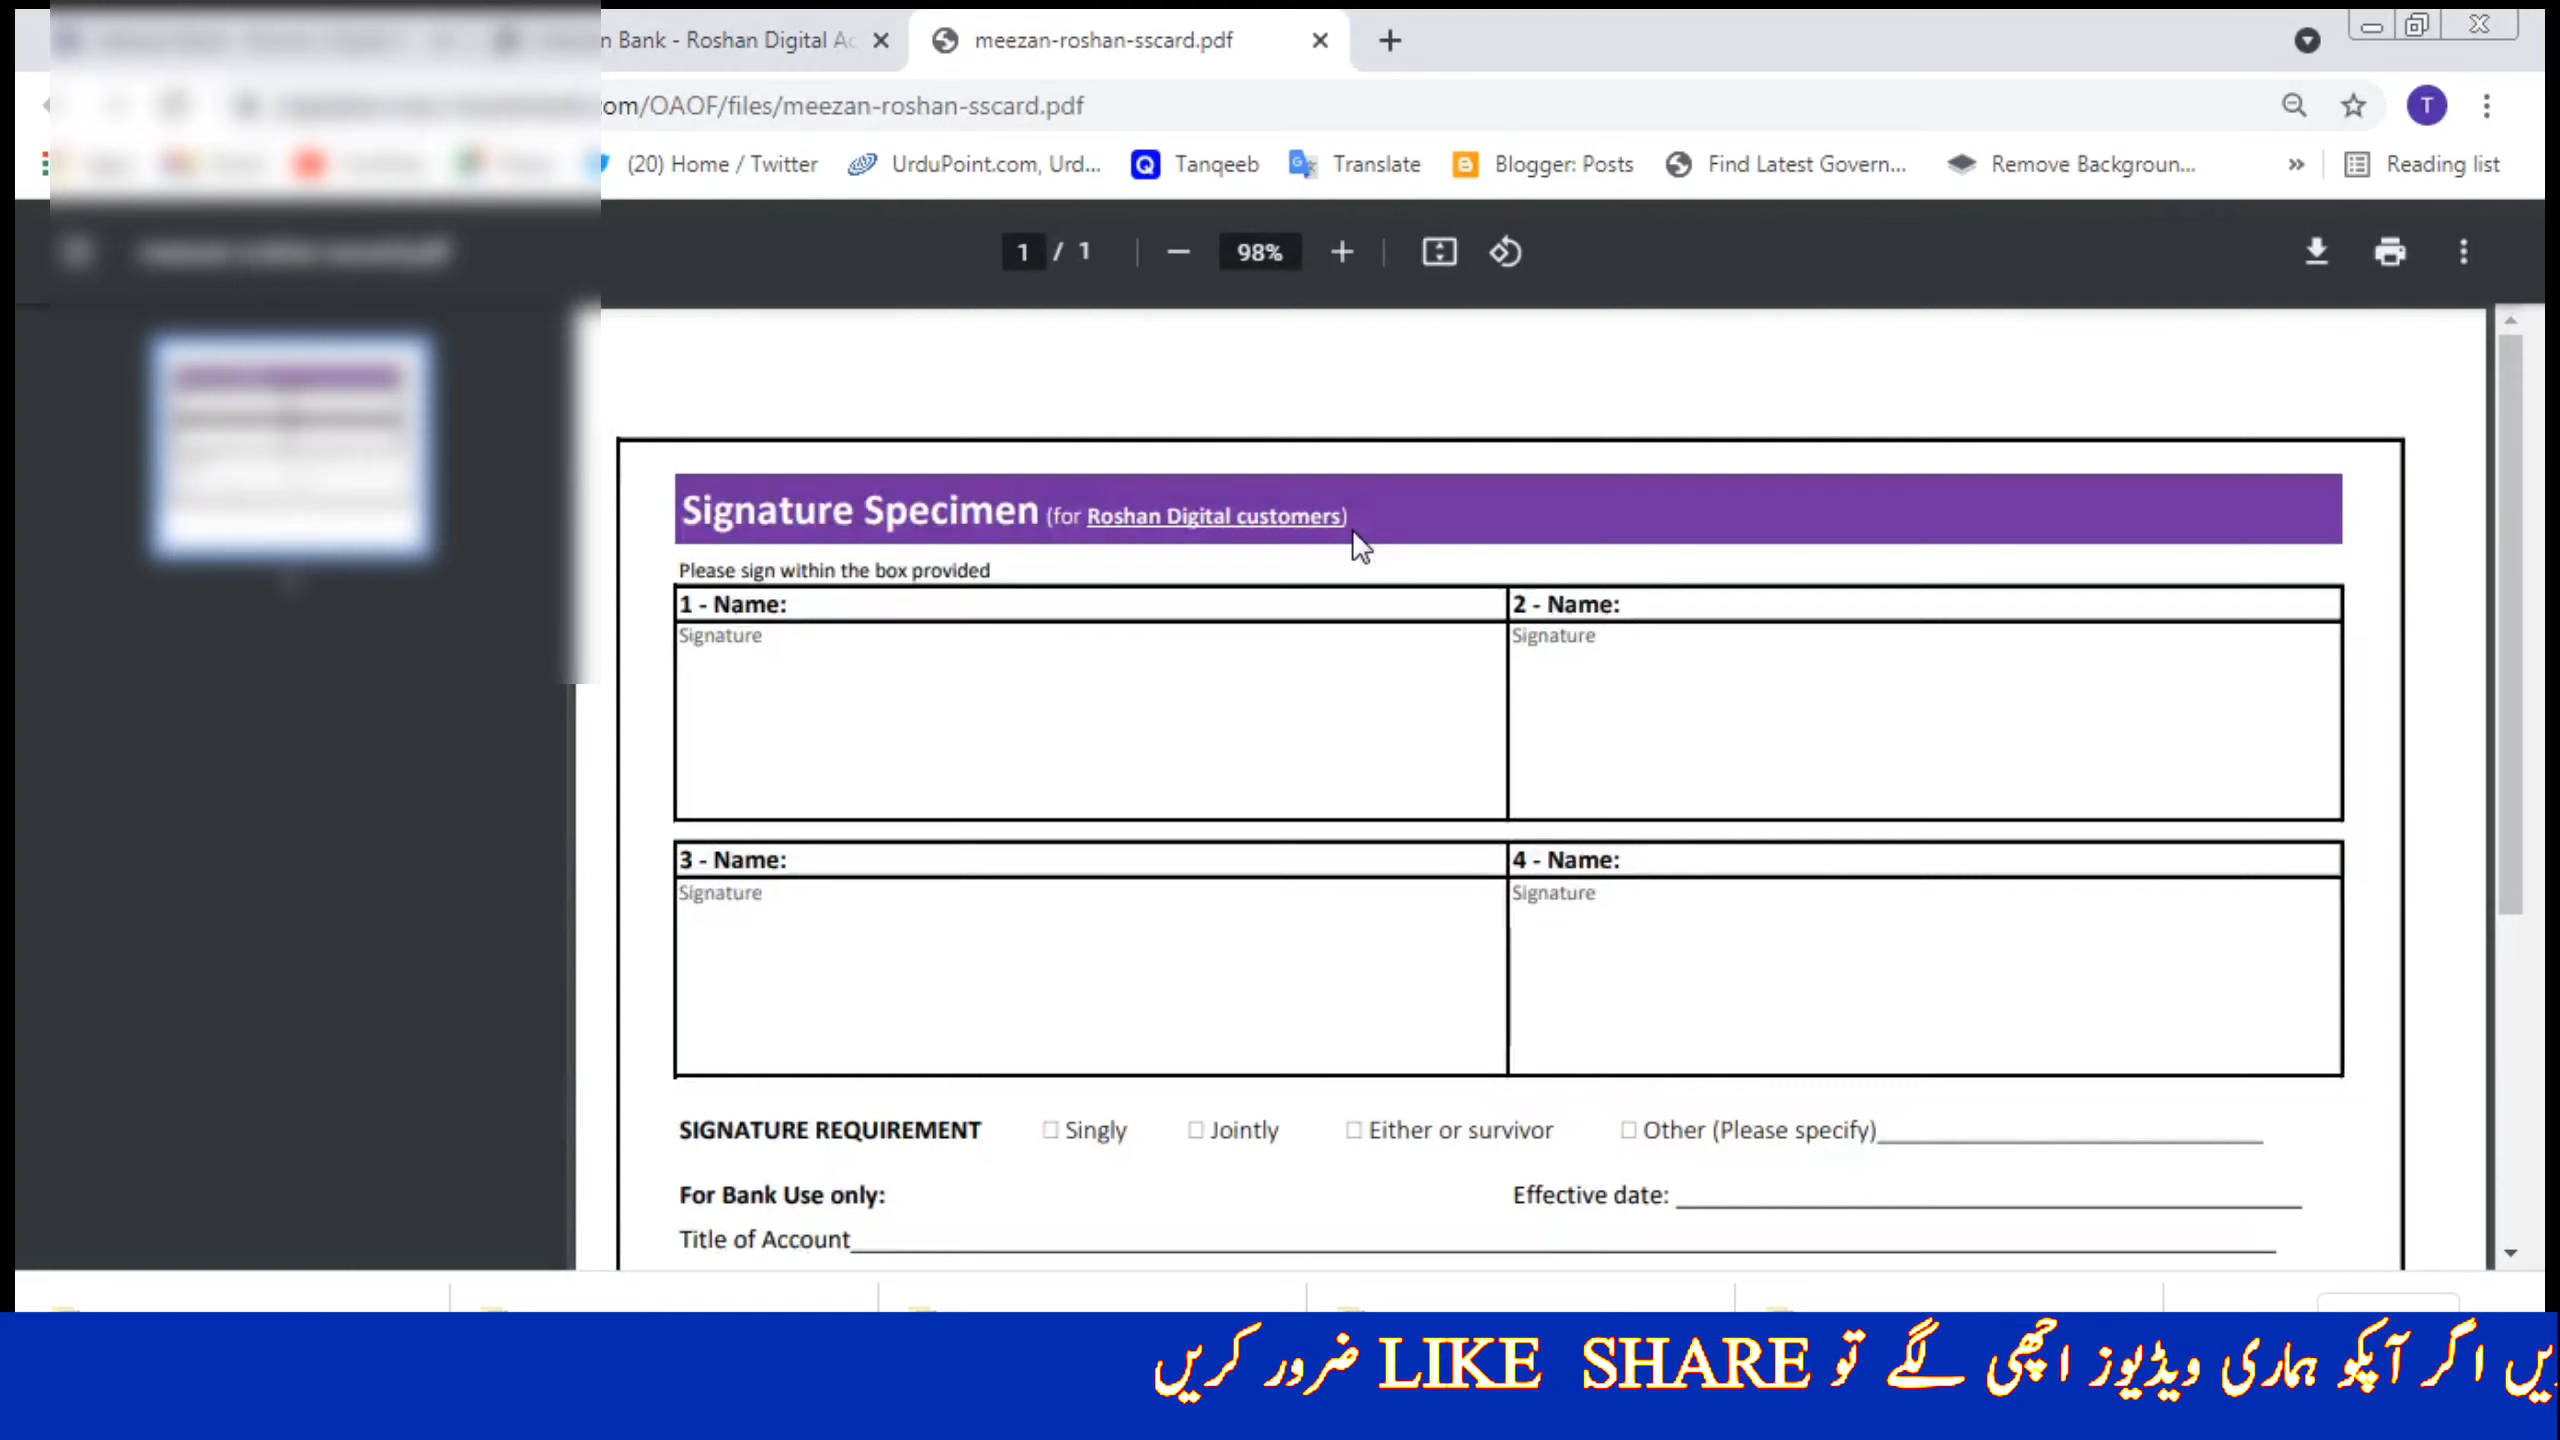 n Bank - Roshan Digital Ac
meezan-roshan-sscard.pdf
om/OAOF/files/meezan-roshan-sscard.pdf
T
(20) Home / Twitter
UrduPoint.com, Urd...
Tanqeeb
Translate
Blogger: Posts
Find Latest Govern...
Remove Backgroun...
Reading list
1 / 1
98%
Signature Specimen (for Roshan Digital customers)
Please sign within the box provided
1 - Name:
2 - Name:
Signature
Signature
3 - Name:
4 - Name:
Signature
Signature
SIGNATURE REQUIREMENT □ Singly □ Jointly □ Either or survivor □ Other (Please specify)
For Bank Use only:
Effective date:
Title of Account
یں اگر آپکو ہماری ویڈیوز اچھی لگے تو LIKE SHARE ضرور کریں